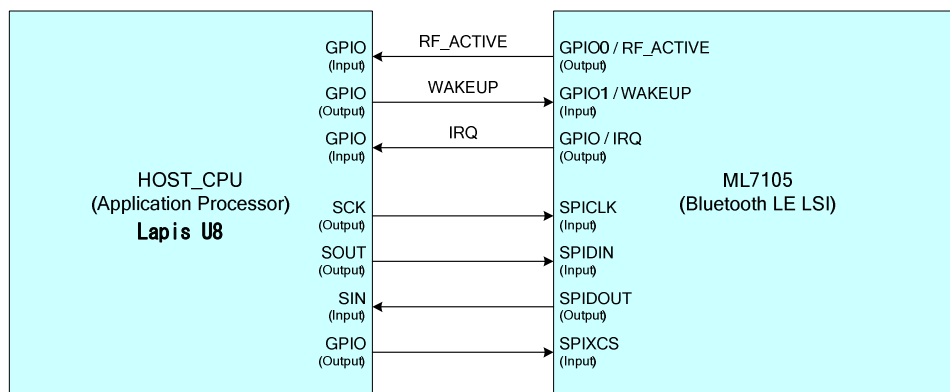 GPIO
(Input)
RF_ACTIVE
GPIO0 / RF_ACTIVE
(Output)
GPIO
(Output)
WAKEUP
GPIO1 / WAKEUP
(Input)
GPIO
(Input)
IRQ
GPIO / IRQ
(Output)
HOST_CPU
(Application Processor)
Lapis U8
ML7105
(Bluetooth LE LSI)
SCK
(Output)
SPICLK
(Input)
SOUT
(Output)
SPIDIN
(Input)
SIN
(Input)
SPIDOUT
(Output)
GPIO
(Output)
SPIXCS
(Input)